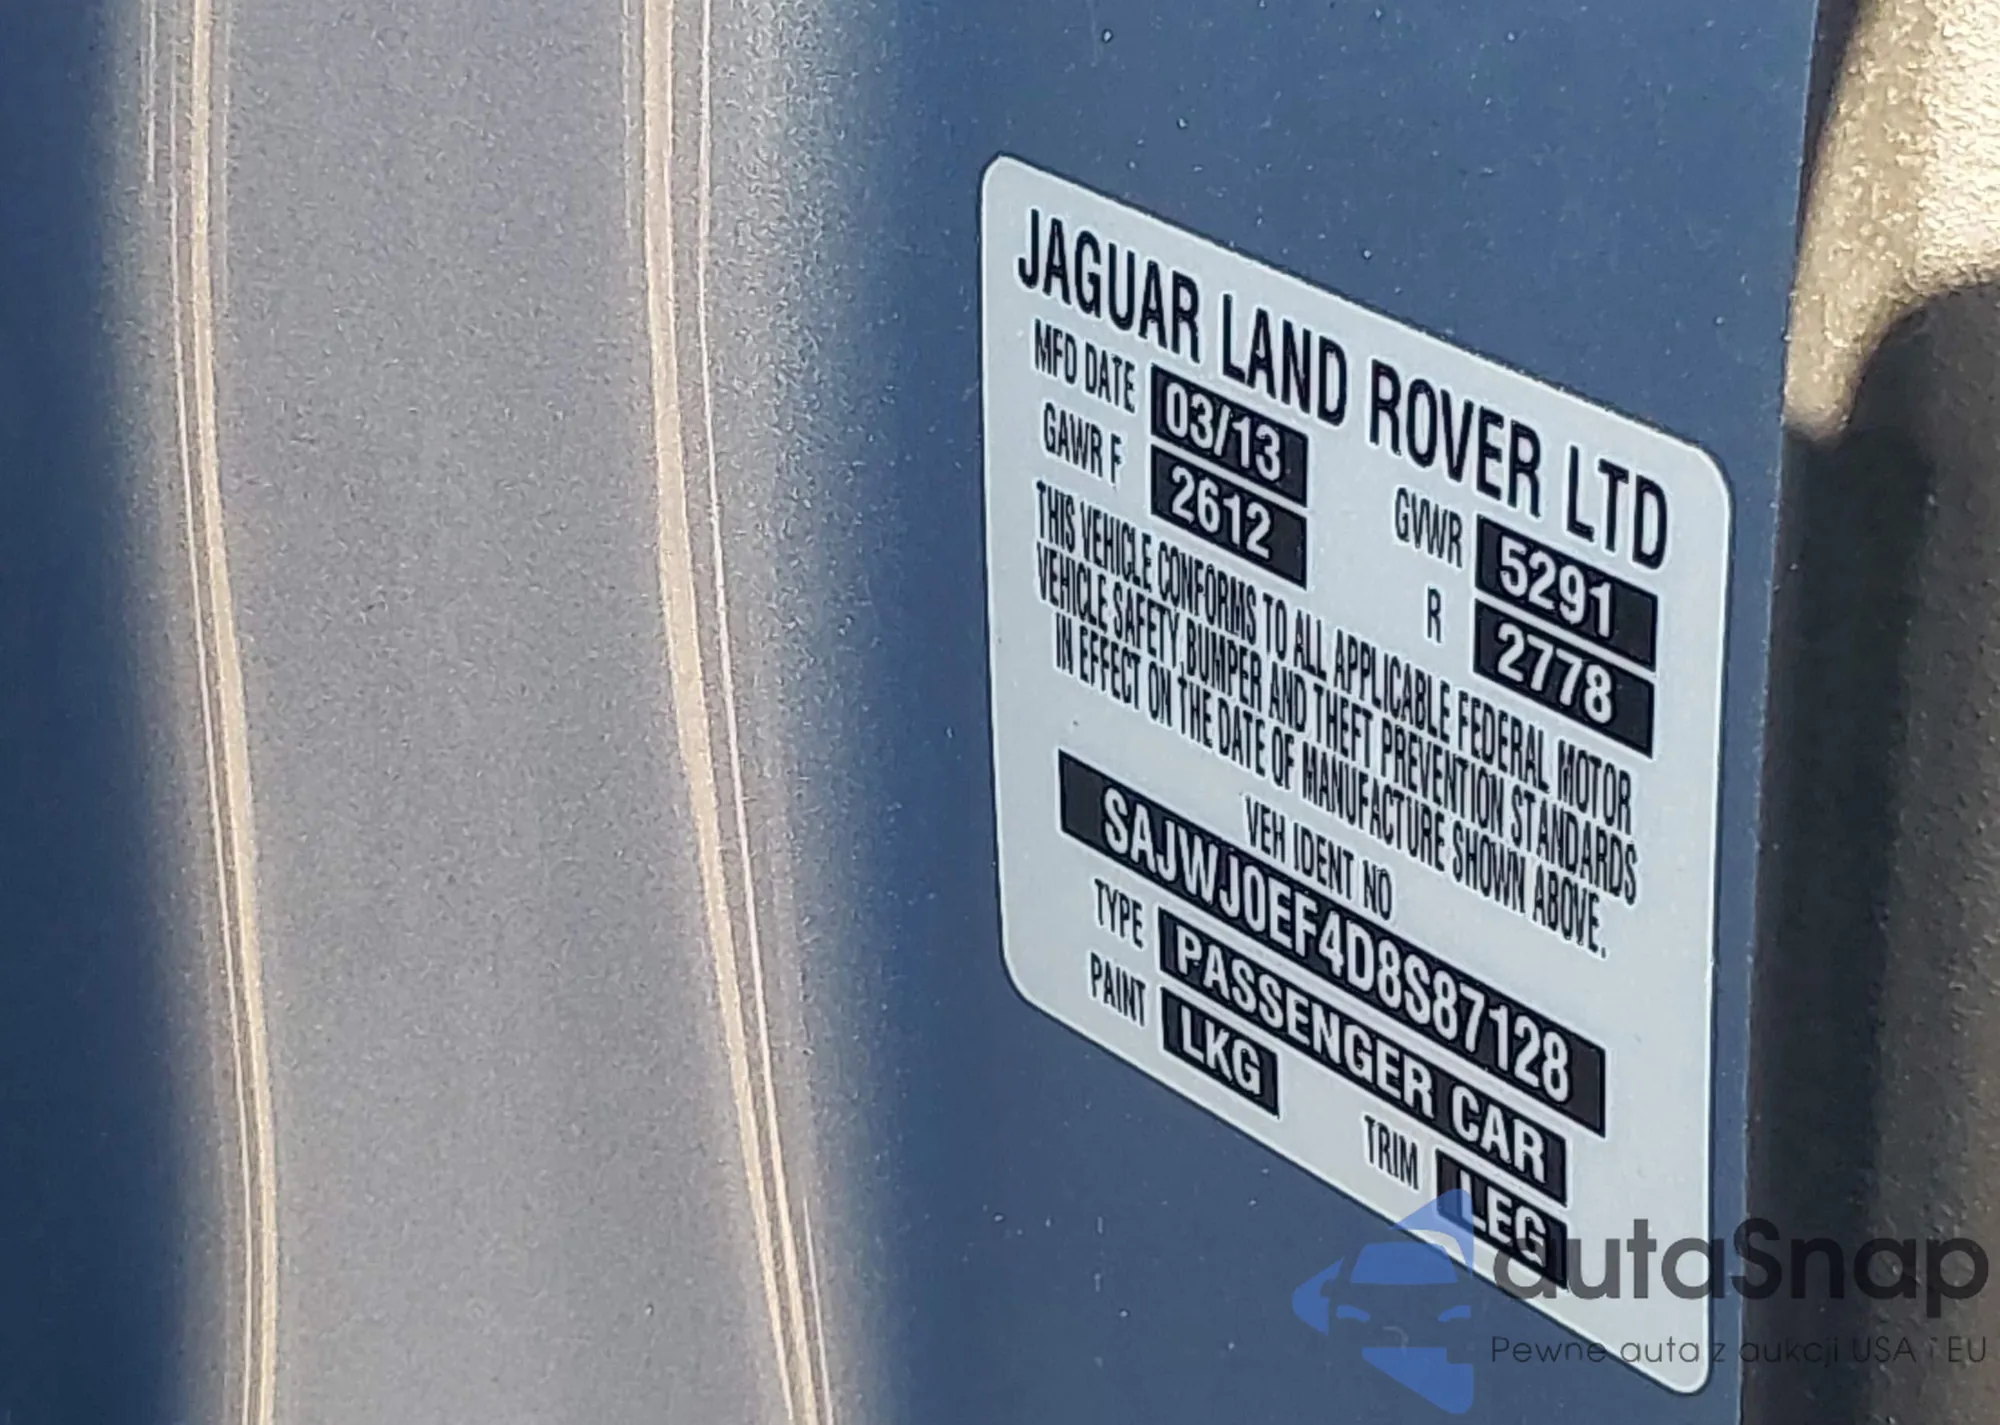 JAGUAR LAND ROVER LTD
MFD DATE 03/13 GVWR 5291
GAWR F 2612 R 2778
THIS VEHICLE CONFORMS TO ALL APPLICABLE FEDERAL MOTOR
VEHICLE SAFETY, BUMPER AND THEFT PREVENTION STANDARDS
IN EFFECT ON THE DATE OF MANUFACTURE SHOWN ABOVE.
VEH IDENT NO
SAJWJ0EF4D8S87128
TYPE PASSENGER CAR
PAINT LKG TRIM LEG
autaSnap
Pewne auta z aukcji USA i EU